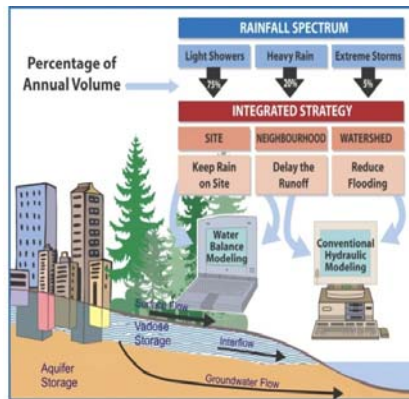 RAINFALL SPECTRUM
Percentage of
Annual Volume
Light Showers
Heavy Rain
Extreme Storms
75%
20%
5%
INTEGRATED STRATEGY
SITE
NEIGHBOURHOOD
WATERSHED
Keep Rain
on Site
Delay the
Runoff
Reduce
Flooding
Water
Balance
Modeling
Conventional
Hydraulic
Modeling
Surface Flow
Vadose
Storage
Interflow
Aquifer
Storage
Groundwater Flow